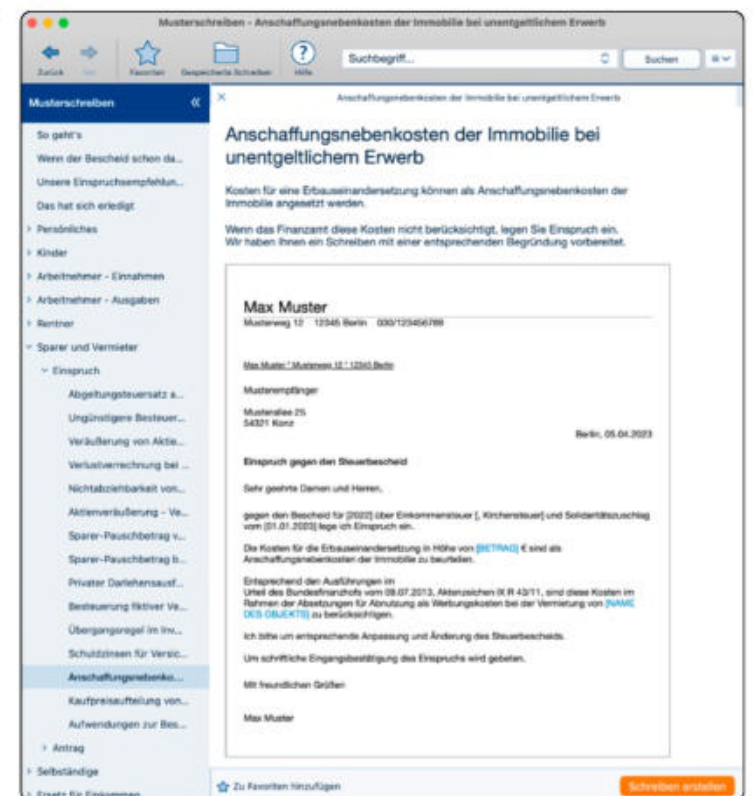 Musterschreiben - Anschaffungsnebenkosten der Immobilie bei unentgeltlichem Erwerb
Zurück
Favoriten
Gespeicherte Schreiben
Hilfe
Suchbegriff...
Suchen
Musterschreiben
So geht's
Wenn der Bescheid schon da...
Unsere Einspruchsempfehlun...
Das hat sich erledigt
Persönliches
Kinder
Arbeitnehmer - Einnahmen
Arbeitnehmer - Ausgaben
Rentner
Sparer und Vermieter
Einspruch
Abgeltungsteuersatz a...
Ungünstigere Besteuer...
Veräußerung von Aktie...
Verlustverrechnung bei ...
Nichtabziehbarkeit von...
Aktienveräußerung - Ve...
Sparer-Pauschbetrag v...
Sparer-Pauschbetrag b...
Privater Darlehensausf...
Besteuerung fiktiver Ve...
Übergangsregel im Inv...
Schuldzinsen für Versic...
Anschaffungsnebenko...
Kaufpreisaufteilung von...
Aufwendungen zur Bes...
Antrag
Selbständige
Ersatz für Einkommen
Anschaffungsnebenkosten der Immobilie bei unentgeltlichem Erwerb
Anschaffungsnebenkosten der Immobilie bei
unentgeltlichem Erwerb
Kosten für eine Erbauseinandersetzung können als Anschaffungsnebenkosten der
Immobilie angesetzt werden.
Wenn das Finanzamt diese Kosten nicht berücksichtigt, legen Sie Einspruch ein.
Wir haben Ihnen ein Schreiben mit einer entsprechenden Begründung vorbereitet.
Max Muster
Musterweg 12 12345 Berlin 030/123456788
Max Muster * Musterweg 12 * 12345 Berlin
Musterempfänger
Musterallee 25
54321 Konz
Berlin, 05.04.2023
Einspruch gegen den Steuerbescheid
Sehr geehrte Damen und Herren,
gegen den Bescheid für [2022] über Einkommensteuer [, Kirchensteuer] und Solidaritätszuschlag
vom [01.01.2023] lege ich Einspruch ein.
Die Kosten für die Erbauseinandersetzung in Höhe von [BETRAG] € sind als
Anschaffungsnebenkosten der Immobilie zu beurteilen.
Entsprechend den Ausführungen im
Urteil des Bundesfinanzhofs vom 09.07.2013, Aktenzeichen IX R 43/11, sind diese Kosten im
Rahmen der Absetzungen für Abnutzung als Werbungskosten bei der Vermietung von [NAME
DES OBJEKTS] zu berücksichtigen.
Ich bitte um entsprechende Anpassung und Änderung des Steuerbescheids.
Um schriftliche Eingangsbestätigung des Einspruchs wird gebeten.
Mit freundlichen Grüßen
Max Muster
Zu Favoriten hinzufügen
Schreiben erstellen